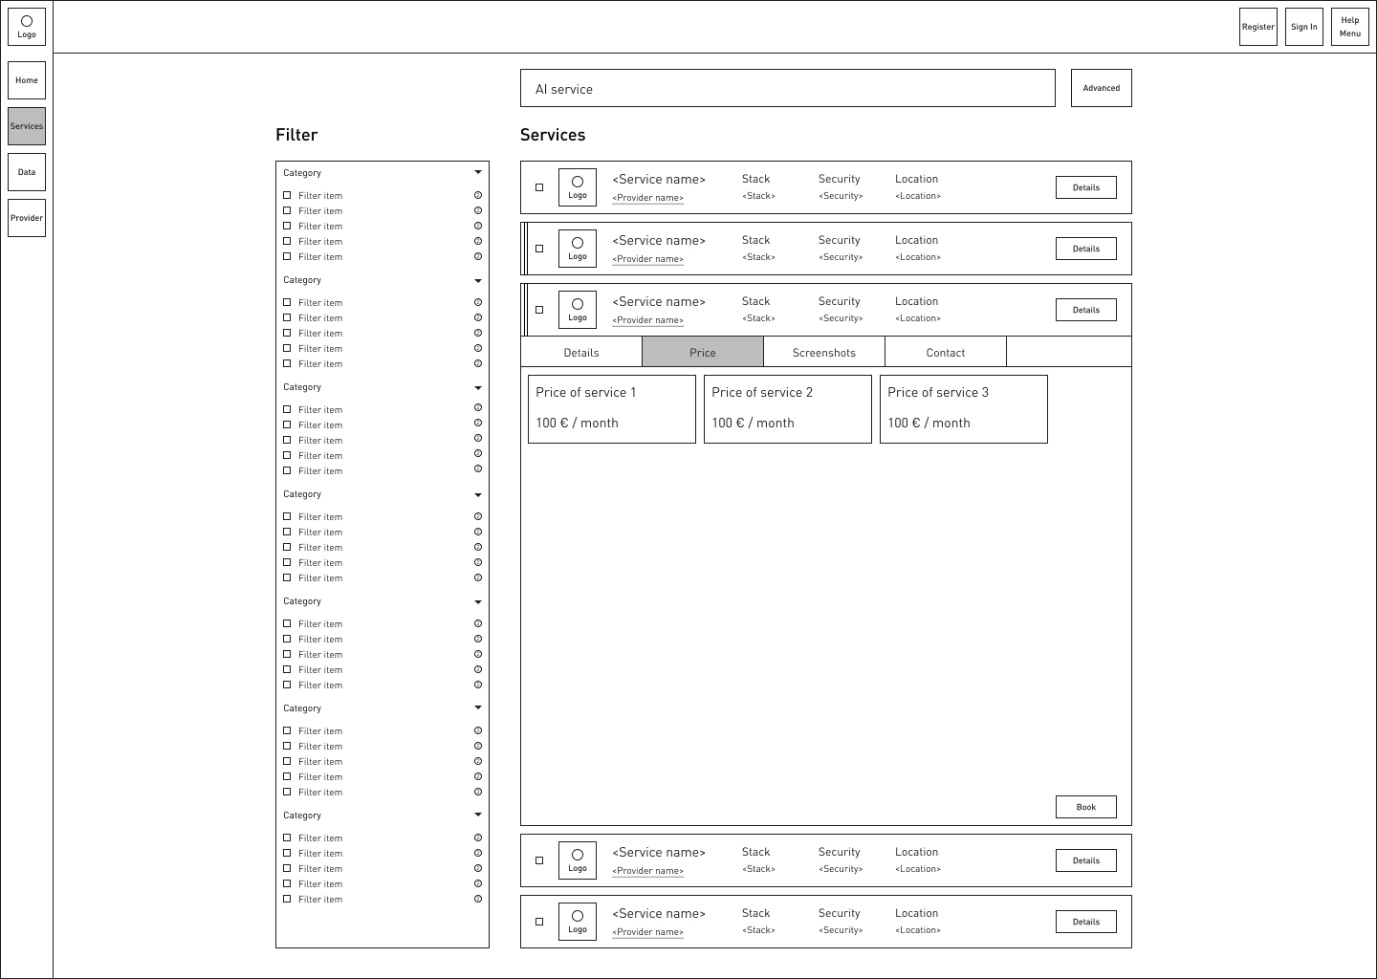 Logo
Register
Sign In
Help
Menu
Home
Services
Data
Provider
AI service
Advanced
Filter
Category
Filter item
Filter item
Filter item
Filter item
Filter item
Category
Filter item
Filter item
Filter item
Filter item
Filter item
Category
Filter item
Filter item
Filter item
Filter item
Filter item
Category
Filter item
Filter item
Filter item
Filter item
Filter item
Category
Filter item
Filter item
Filter item
Filter item
Filter item
Category
Filter item
Filter item
Filter item
Filter item
Filter item
Category
Filter item
Filter item
Filter item
Filter item
Filter item
Services
Logo
<Service name> Stack Security Location
<Provider name> <Stack> <Security> <Location>
Details
Logo
<Service name> Stack Security Location
<Provider name> <Stack> <Security> <Location>
Details
Logo
<Service name> Stack Security Location
<Provider name> <Stack> <Security> <Location>
Details
Details Price Screenshots Contact
Price of service 1
100 € / month
Price of service 2
100 € / month
Price of service 3
100 € / month
Book
Logo
<Service name> Stack Security Location
<Provider name> <Stack> <Security> <Location>
Details
Logo
<Service name> Stack Security Location
<Provider name> <Stack> <Security> <Location>
Details